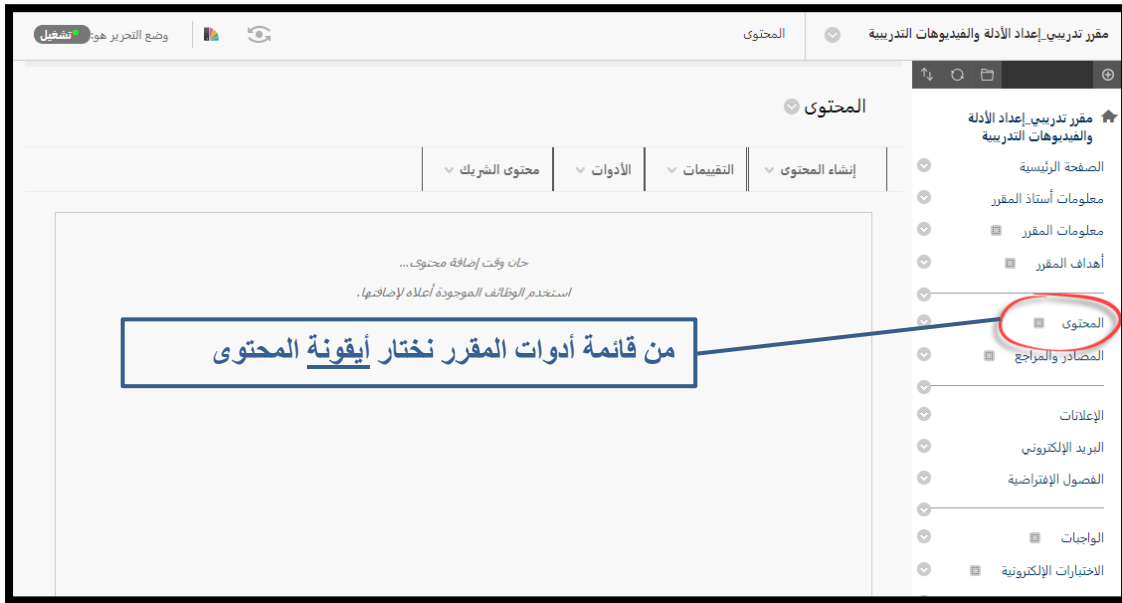 مقرر تدريبي_إعداد الأدلة والفيديوهات التدريبية
المحتوى
وضع التحرير هو: تشغيل
مقرر تدريبي_إعداد الأدلة
والفيديوهات التدريبية
الصفحة الرئيسية
معلومات أستاذ المقرر
معلومات المقرر
أهداف المقرر
المحتوى
المصادر والمراجع
الإعلانات
البريد الإلكتروني
الفصول الإفتراضية
الواجبات
الاختبارات الإلكترونية
المحتوى
إنشاء المحتوى
التقييمات
الأدوات
محتوى الشريك
حان وقت إضافة محتوى...
استخدم الوظائف الموجودة أعلاه لإضافتها.
من قائمة أدوات المقرر نختار أيقونة المحتوى